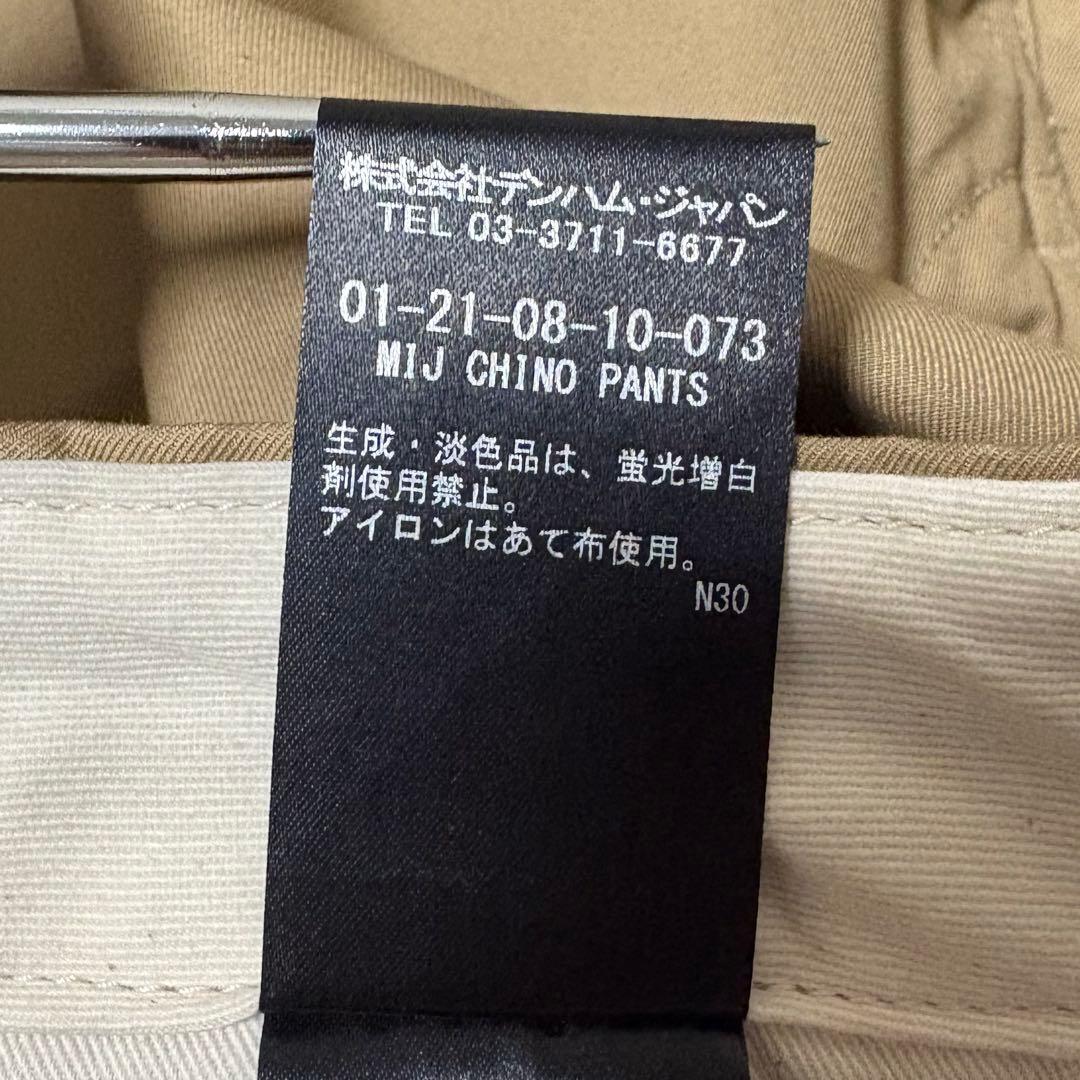 株式会社デンハム・ジャパン
TEL 03-3711-6677
01-21-08-10-073
MIJ CHINO PANTS
生成・淡色品は、蛍光増白
剤使用禁止。
アイロンはあて布使用。
N30